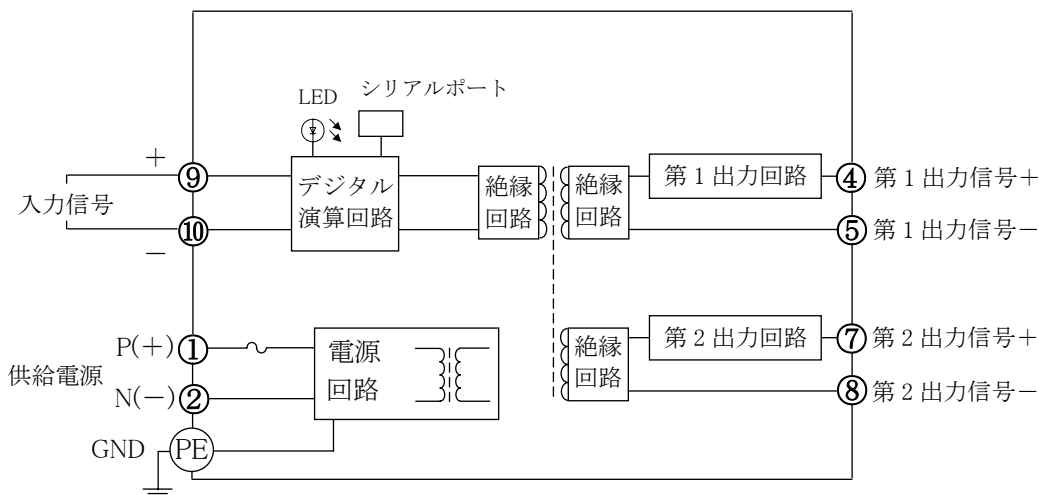 シリアルポート
LED
+
⑨
デジタル
演算回路
絶縁
回路
絶縁
回路
第1出力回路
④
第1出力信号+
入力信号
⑩
−
⑤
第1出力信号−
P(+)
①
電源
回路
供給電源
N(−)
②
絶縁
回路
第2出力回路
⑦
第2出力信号+
⑧
第2出力信号−
GND
PE